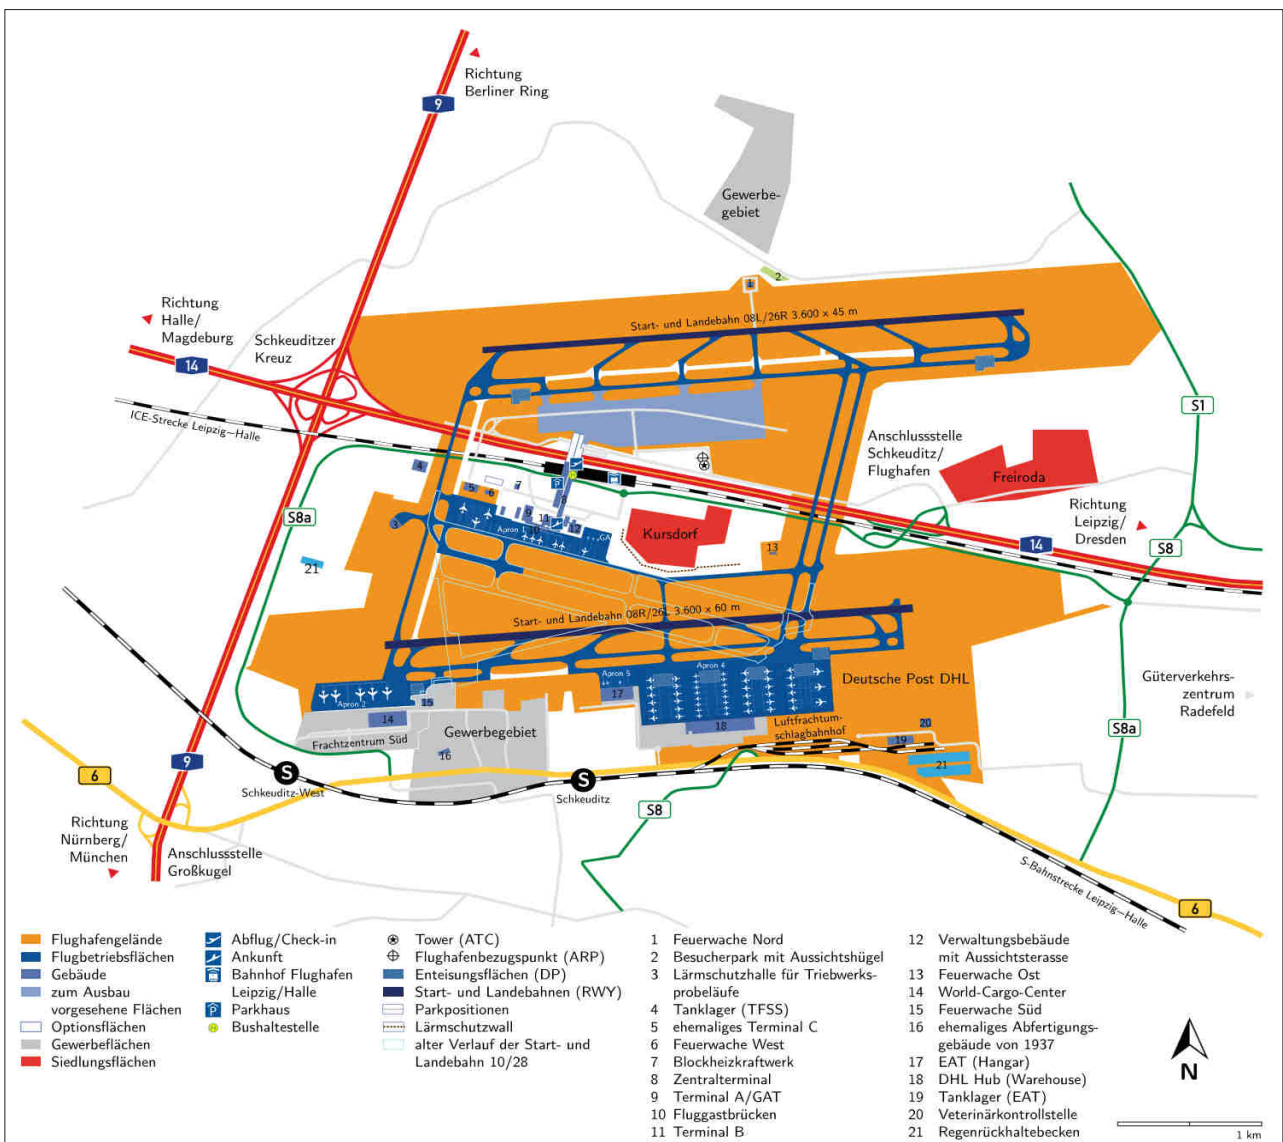 Richtung
Berliner Ring
9
Gewerbe-
gebiet
2
1
Richtung
Halle/
Magdeburg
Schkeuditzer
Kreuz
14
Start- und Landebahn 08L/26R 3.600 x 45 m
ICE-Strecke Leipzig–Halle
S1
Anschlussstelle
Schkeuditz/
Flughafen
Freiroda
4
5
6
7
8
9
10
11
12
Apron 1
GA
S8a
3
Kursdorf
13
14
Richtung
Leipzig/
Dresden
S8
21
Start- und Landebahn 08R/26L 3.600 x 60 m
Apron 5
Apron 4
Deutsche Post DHL
Güterverkehrs-
zentrum
Radefeld
Apron 2
15
17
14
Frachtzentrum Süd
Gewerbegebiet
16
18
Luftfrachtum-
schlagbahnhof
20
19
21
S8a
9
6
S
Schkeuditz-West
S
Schkeuditz
S8
Richtung
Nürnberg/
München
Anschlussstelle
Großkugel
S-Bahnstrecke Leipzig–Halle
6
Flughafengelände
Flugbetriebsflächen
Gebäude
zum Ausbau
vorgesehene Flächen
Optionsflächen
Gewerbeflächen
Siedlungsflächen
Abflug/Check-in
Ankunft
Bahnhof Flughafen
Leipzig/Halle
P Parkhaus
H Bushaltestelle
Tower (ATC)
Flughafenbezugspunkt (ARP)
Enteisungsflächen (DP)
Start- und Landebahnen (RWY)
Parkpositionen
Lärmschutzwall
alter Verlauf der Start- und
Landebahn 10/28
1 Feuerwache Nord
2 Besucherpark mit Aussichtshügel
3 Lärmschutzhalle für Triebwerks-
probeläufe
4 Tanklager (TFSS)
5 ehemaliges Terminal C
6 Feuerwache West
7 Blockheizkraftwerk
8 Zentralterminal
9 Terminal A/GAT
10 Fluggastbrücken
11 Terminal B
12 Verwaltungsbebäude
mit Aussichtsterasse
13 Feuerwache Ost
14 World-Cargo-Center
15 Feuerwache Süd
16 ehemaliges Abfertigungs-
gebäude von 1937
17 EAT (Hangar)
18 DHL Hub (Warehouse)
19 Tanklager (EAT)
20 Veterinärkontrollstelle
21 Regenrückhaltebecken
N
1 km